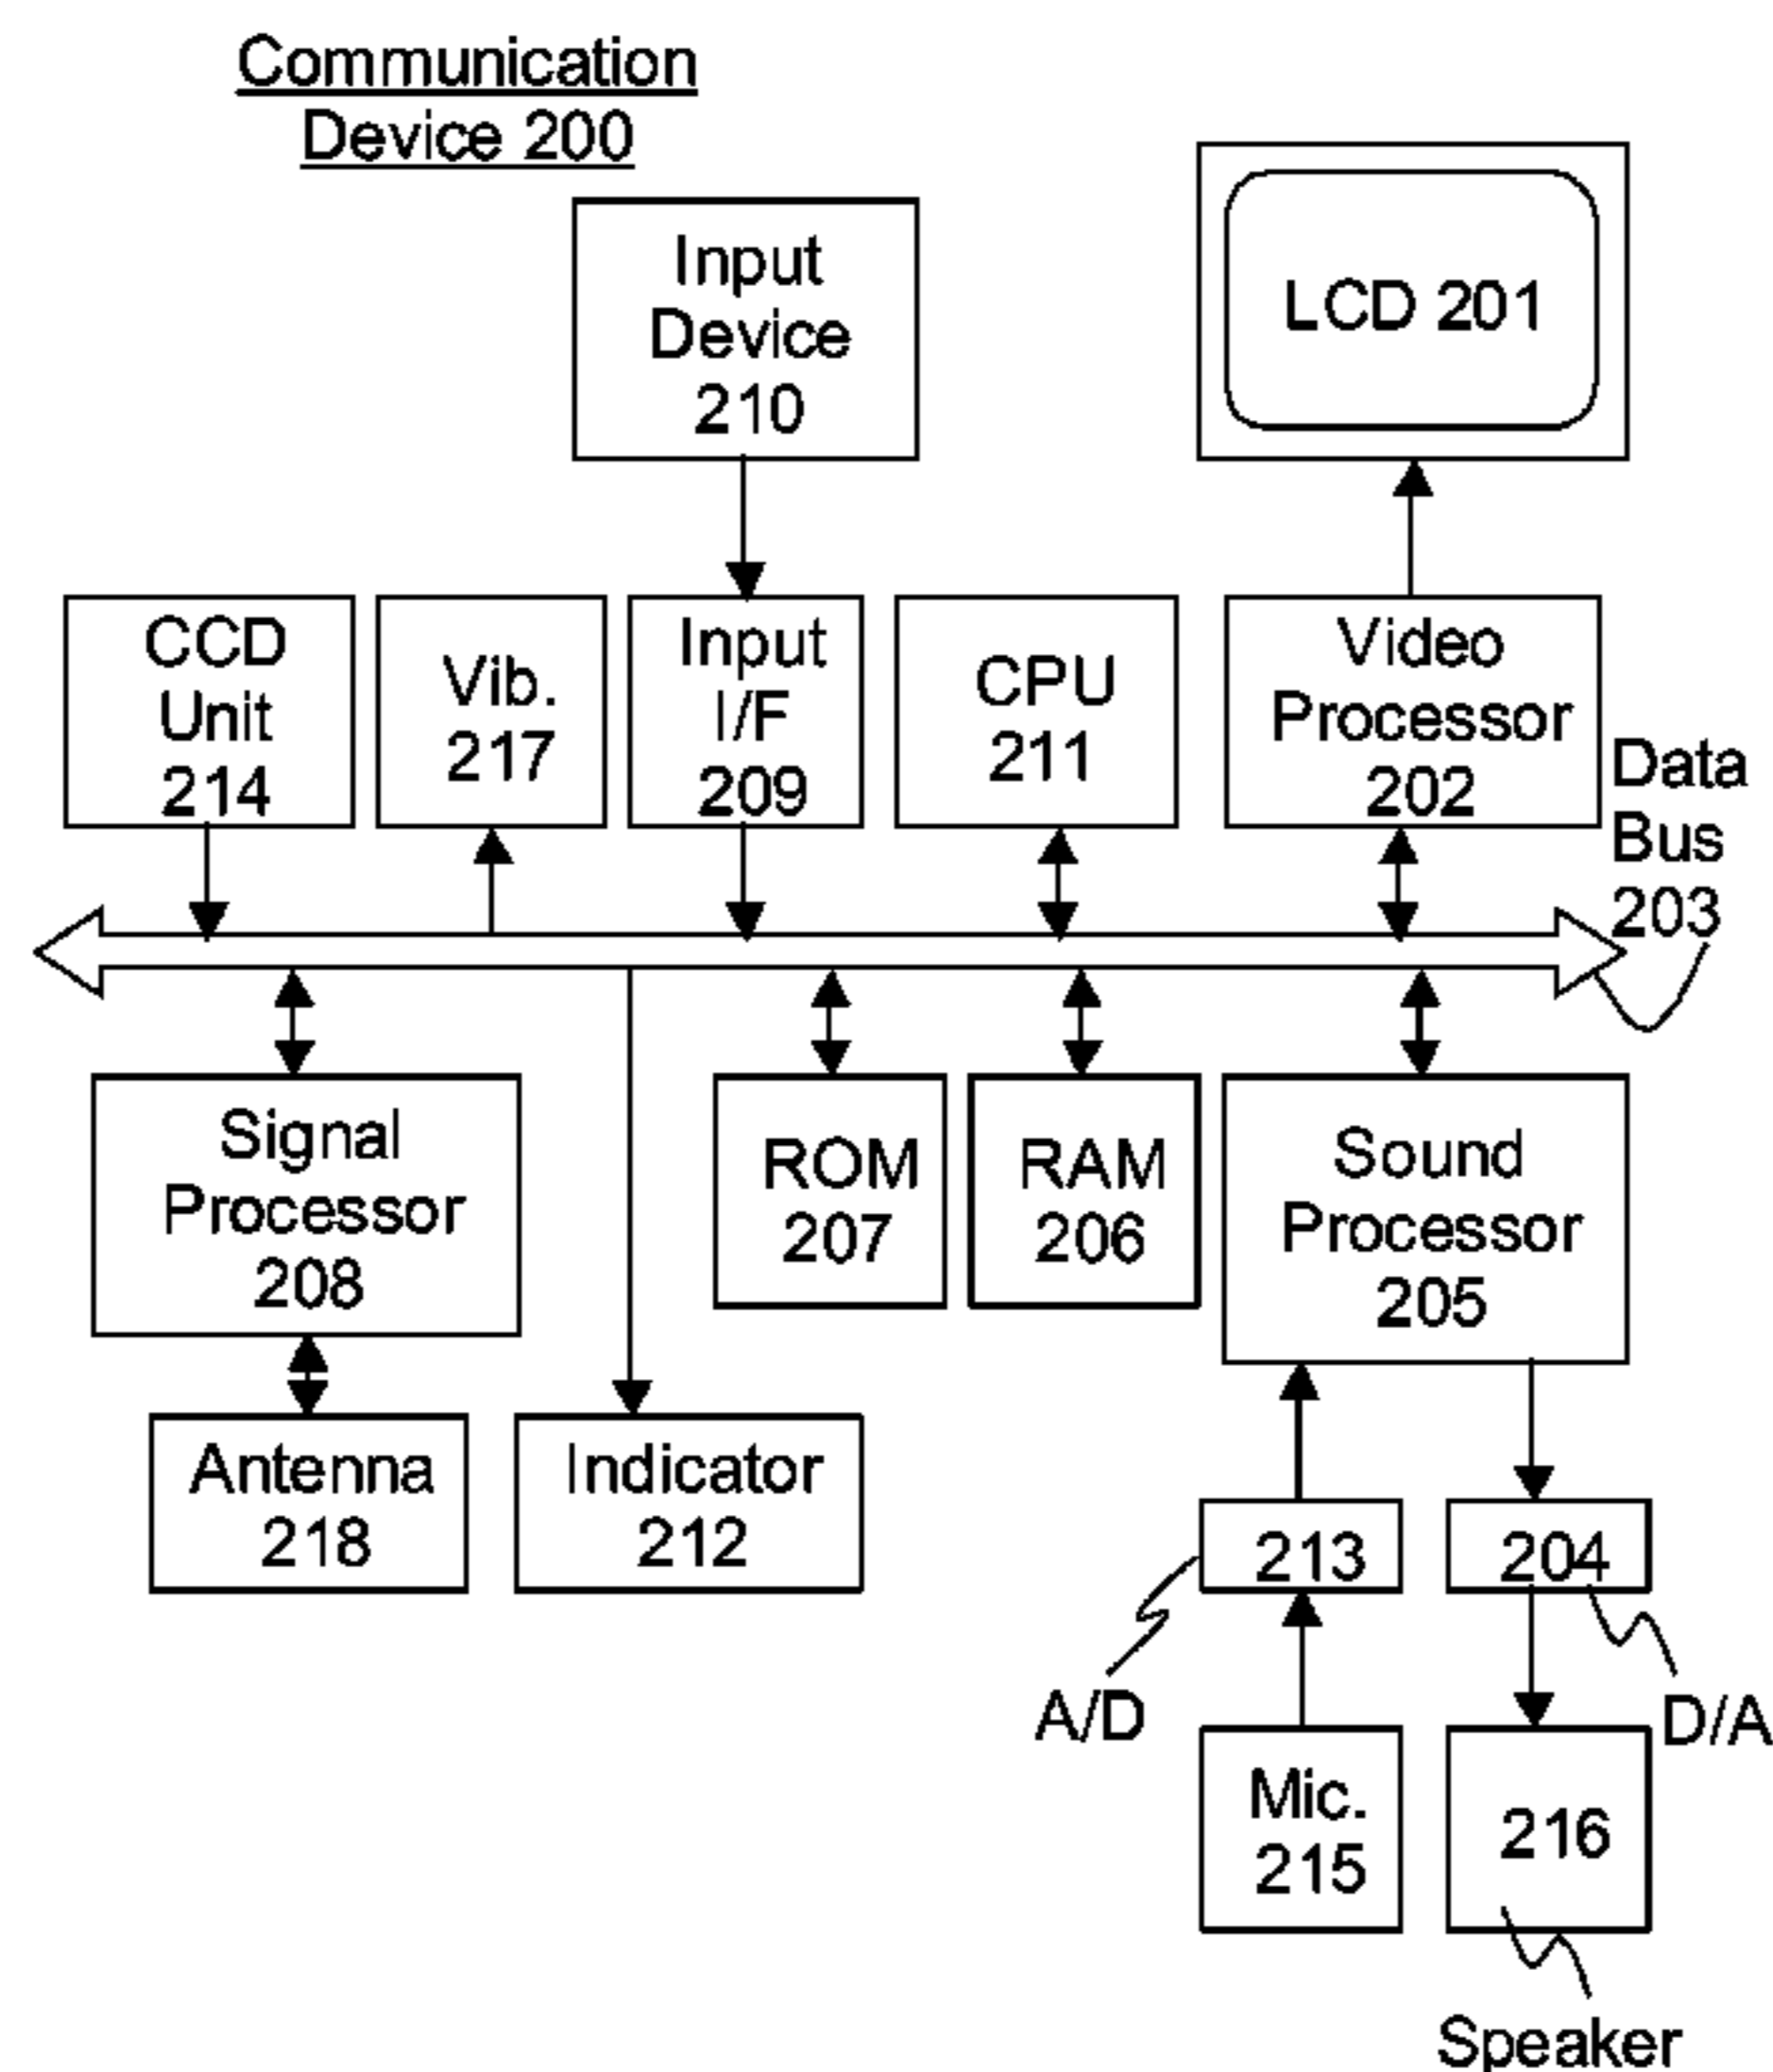 Communication
Device 200
Input
Device
210
LCD 201
CCD
Unit
214
Vib.
217
Input
I/F
209
CPU
211
Video
Processor
202
Data
Bus
203
Signal
Processor
208
ROM
207
RAM
206
Sound
Processor
205
Antenna
218
Indicator
212
213
204
A/D
D/A
Mic.
215
216
Speaker